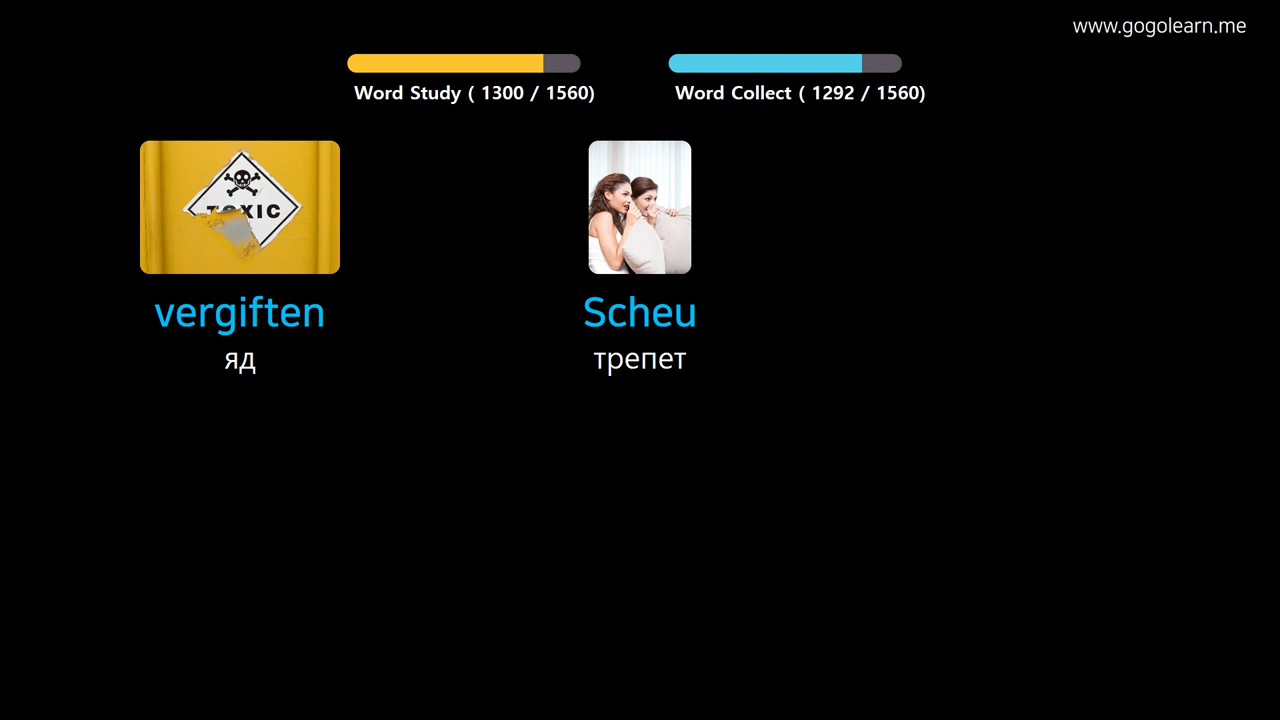 www.gogolearn.me
Word Study ( 1300 / 1560)
Word Collect ( 1292 / 1560)
TOXIC
vergiften
Scheu
яд
трепет